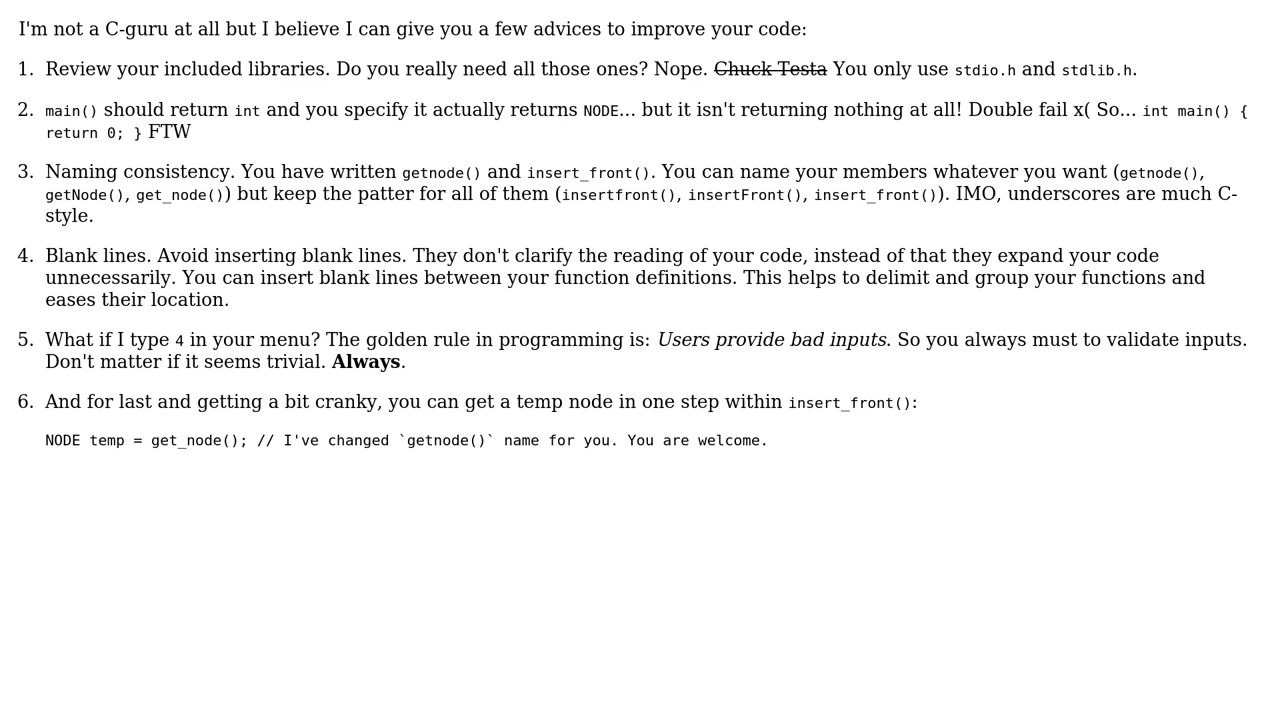 I'm not a C-guru at all but I believe I can give you a few advices to improve your code:
1. Review your included libraries. Do you really need all those ones? Nope. Chuck Testa You only use stdio.h and stdlib.h.
2. main() should return int and you specify it actually returns NODE... but it isn't returning nothing at all! Double fail x( So... int main() {
return 0; } FTW
3. Naming consistency. You have written getnode() and insert_front(). You can name your members whatever you want (getnode(),
getNode(), get_node()) but keep the patter for all of them (insertfront(), insertFront(), insert_front()). IMO, underscores are much C-
style.
4. Blank lines. Avoid inserting blank lines. They don't clarify the reading of your code, instead of that they expand your code
unnecessarily. You can insert blank lines between your function definitions. This helps to delimit and group your functions and
eases their location.
5. What if I type 4 in your menu? The golden rule in programming is: Users provide bad inputs. So you always must to validate inputs.
Don't matter if it seems trivial. Always.
6. And for last and getting a bit cranky, you can get a temp node in one step within insert_front():
NODE temp = get_node(); // I've changed `getnode()` name for you. You are welcome.